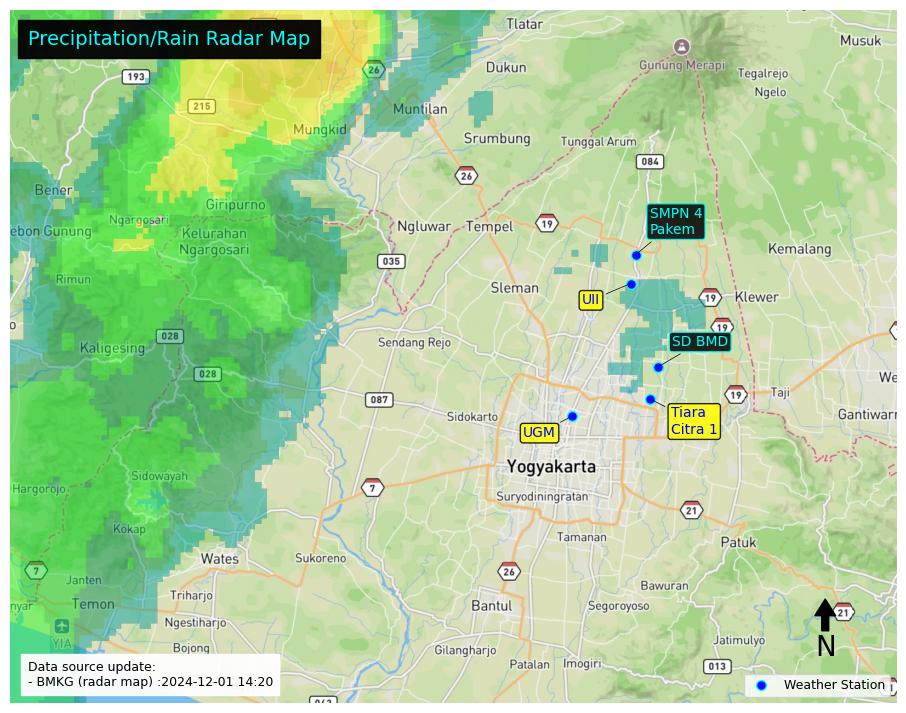 Precipitation/Rain Radar Map
Tlatar
Musuk
Dukun
Gunung Merapi
Tegalrejo
Ngelo
193
26
215
Muntilan
Mungkid
Srumbung
Tunggal Arum
084
26
Bener
Giripurno
Ngargosari
Kelurahan
Ngargosari
Ngluwar
Tempel
19
SMPN 4
Pakem
Kemalang
035
Rimun
Sleman
UII
19
Klewer
19
028
Kaligesing
Sendang Rejo
SD BMD
028
087
Sidokarto
19
Taji
Gantiwarn
UGM
Tiara
Citra 1
Yogyakarta
Sidowayah
Hargorojo
7
Suryodiningratan
21
Kokap
Tamanan
Patuk
Wates
Sukoreno
7
26
Janten
Temon
Triharjo
Bawuran
Bantul
Segoroyoso
21
Ngestiharjo
YIA
Bojong
Gilangharjo
Jatimulyo
N
Patalan
Imogiri
013
Data source update:
- BMKG (radar map) :2024-12-01 14:20
Weather Station